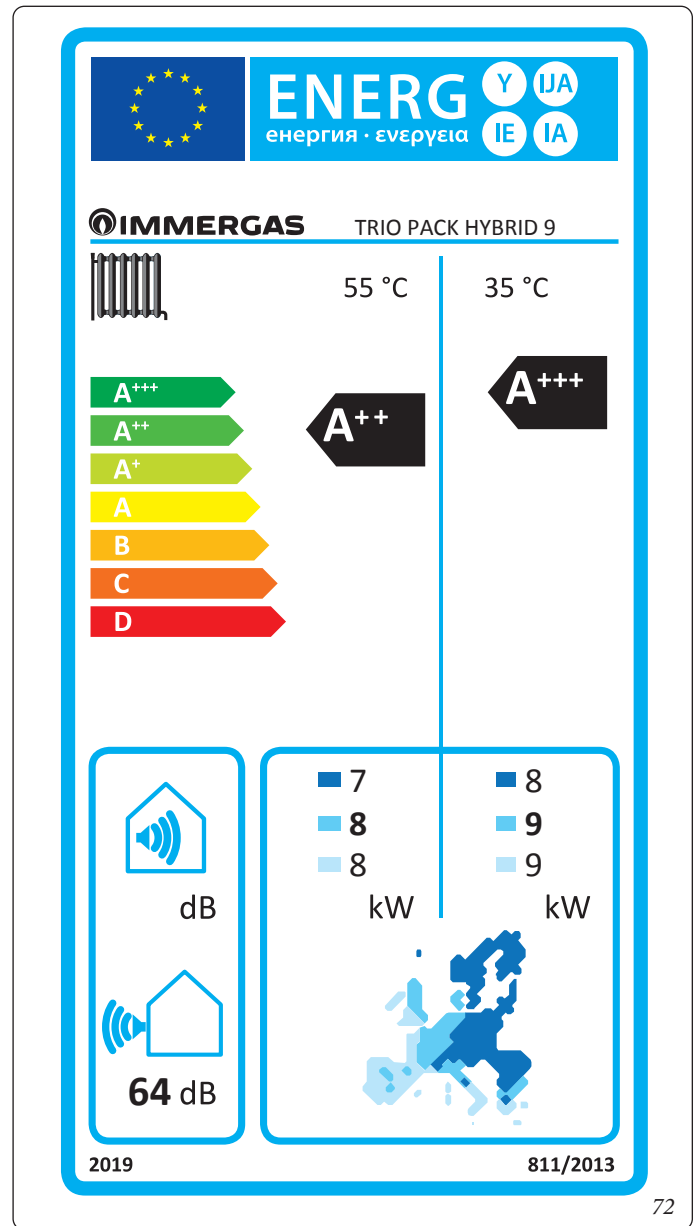 ENERG Y IJA
енергия · ενεργεια IE IA
IMMERGAS TRIO PACK HYBRID 9
55 °C 35 °C
A+++
A++
A+
A
B
C
D
A++
A+++
7 8
8 9
8 9
kW kW
dB
64 dB
2019 811/2013
72